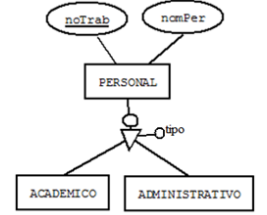 noTrab nomPer
PERSONAL
tipo
ACADEMICO ADMINISTRATIVO